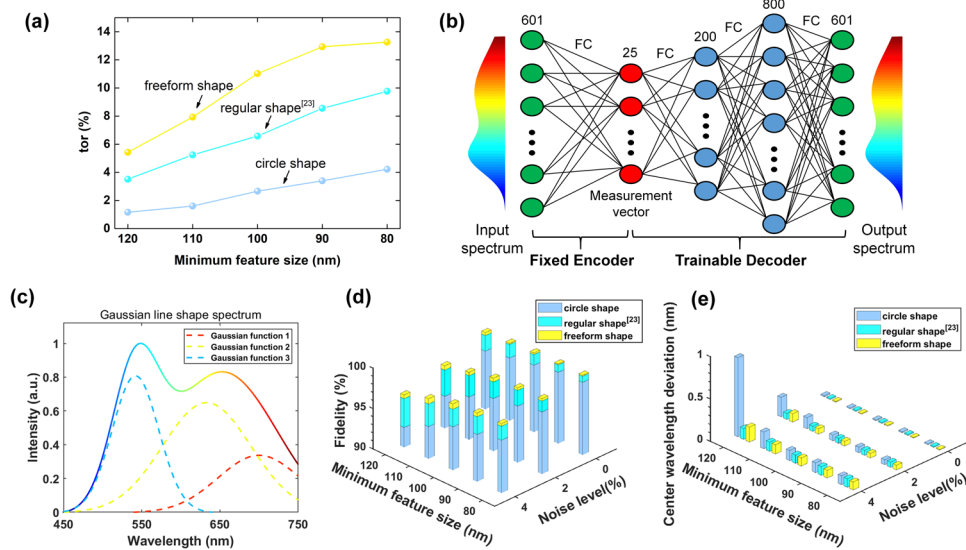 (a)
14
12
10
8
6
4
2
0
tor (%)
freeform shape
regular shape[23]
circle shape
120 110 100 90 80
Minimum feature size (nm)
(b)
601 FC 25 FC 200 FC 800 FC 601
Measurement
vector
Input
spectrum
Output
spectrum
Fixed Encoder
Trainable Decoder
(c)
Gaussian line shape spectrum
Gaussian function 1
Gaussian function 2
Gaussian function 3
1
0.8
0.6
0.4
0.2
0
Intensity (a.u.)
450 550 650 750
Wavelength (nm)
(d)
circle shape
regular shape[23]
freeform shape
100
95
90
Fidelity (%)
120
110
100
90
80
Minimum feature size (nm)
0
2
4
Noise level(%)
(e)
circle shape
regular shape[23]
freeform shape
1
0.5
0
Center wavelength deviation (nm)
120
110
100
90
80
Minimum feature size (nm)
0
2
4
Noise level(%)